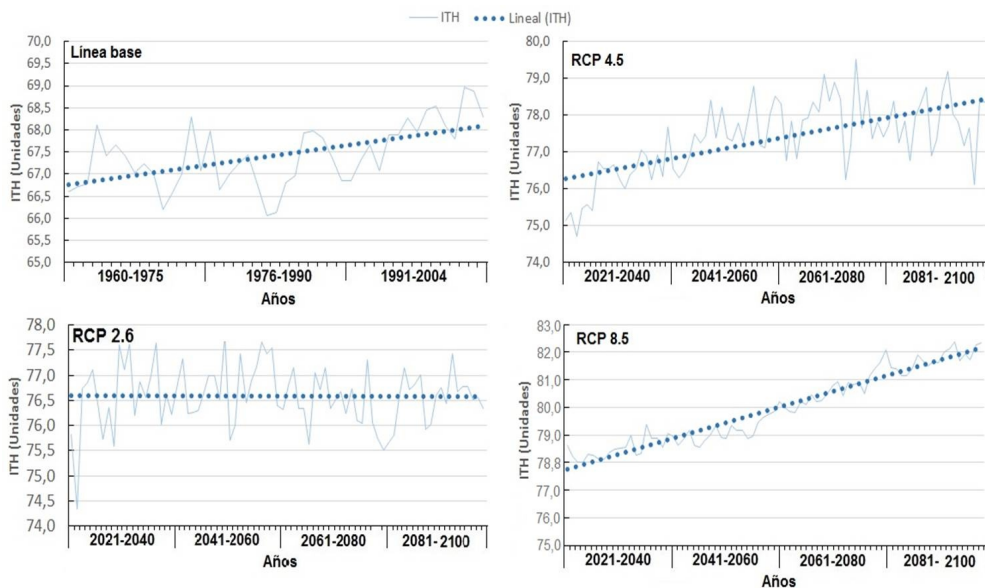 ITH Lineal (ITH)
Línea base
ITH (Unidades)
70,0
69,0
68,5
68,0
67,5
67,0
66,5
66,0
65,5
65,0
1960-1975 1976-1990 1991-2004
Años
RCP 4.5
ITH (Unidades)
80,0
79,0
78,0
77,0
76,0
75,0
74,0
2021-2040 2041-2060 2061-2080 2081- 2100
Años
RCP 2.6
ITH (Unidades)
78,0
77,5
77,0
76,5
76,0
75,5
75,0
74,5
74,0
2021-2040 2041-2060 2061-2080 2081- 2100
Años
RCP 8.5
ITH (Unidades)
83,0
82,0
81,0
80,0
79,0
78,8
77,0
75,0
2021-2040 2041-2060 2061-2080 2081- 2100
Años